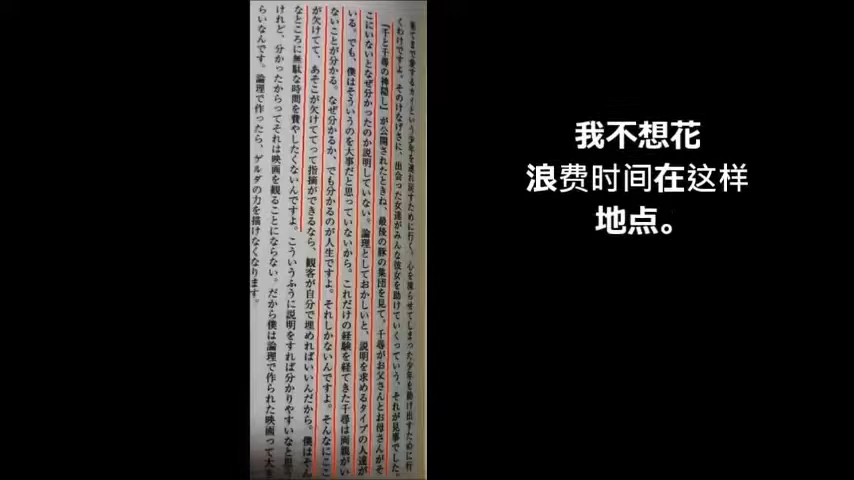 果てまで愛するカイという少年を連れ戻すために行く。心を凍らせてしまった少年を助け出すために行
くわけですよ。そのけなげさに、出会った女達がみんな彼女を助けていくっていう、それが見事でした。
『千と千尋の神隠し』が公開されたときね、最後の豚の集団を見て、千尋がお父さんとお母さんがそ
こにいないとなぜ分かったのか説明していない。論理としておかしいと、説明を求めるタイプの人達が
いる。でも、僕はそういうのを大事だと思っていないから。これだけの経験を経てきた千尋は両親がい
ないことが分かる。なぜ分かるか、でも分かるのが人生ですよ。それしかないんですよ。そんなにここ
が欠けてて、あそこが欠けててって指摘ができるなら、観客が自分で埋めればいいんだから。僕はそん
なところに無駄な時間を費やしたくないんですよ。こういうふうに説明をすれば分かりやすいなと思
けれど、分かったからってそれは映画を観ることにならない。だから僕は論理で作られた映画って大き
らいなんです。論理で作ったら、ゲルダの力を描けなくなります。
我不想花
浪费时间在這样
地点。